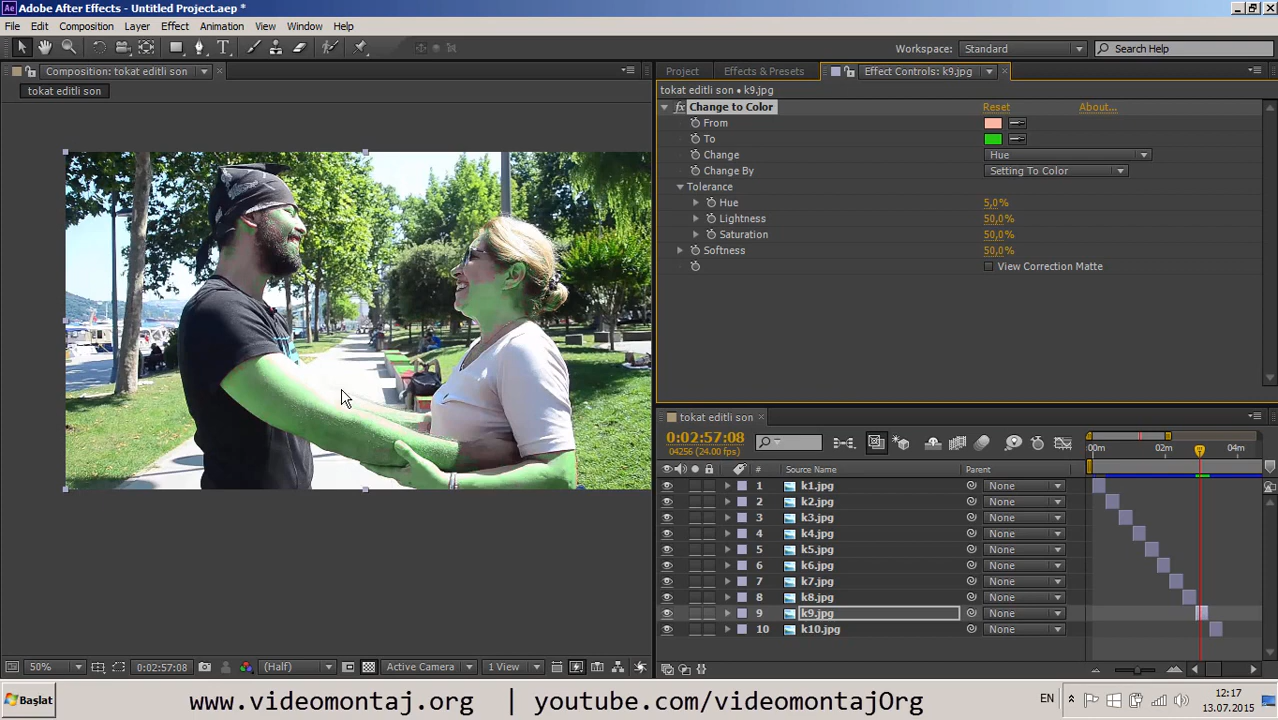 Adobe After Effects - Untitled Project.aep *
File Edit Composition Layer Effect Animation View Window Help
Workspace: Standard Search Help
Composition: tokat editli son Project Effects & Presets Effect Controls: k9.jpg
tokat editli son
tokat editli son • k9.jpg
fx Change to Color Reset About...
From
To
Change Hue
Change By Setting To Color
Tolerance
Hue 5,0%
Lightness 50,0%
Saturation 50,0%
Softness 50,0%
View Correction Matte
tokat editli son
0:02:57:08
04256 (24.00 fps)
00m 02m 04m
# Source Name Parent
1 k1.jpg None
2 k2.jpg None
3 k3.jpg None
4 k4.jpg None
5 k5.jpg None
6 k6.jpg None
7 k7.jpg None
8 k8.jpg None
9 k9.jpg None
10 k10.jpg None
50% 0:02:57:08 (Half) Active Camera 1 View
Başlat
www.videomontaj.org | youtube.com/videomontajOrg
EN 12:17
13.07.2015